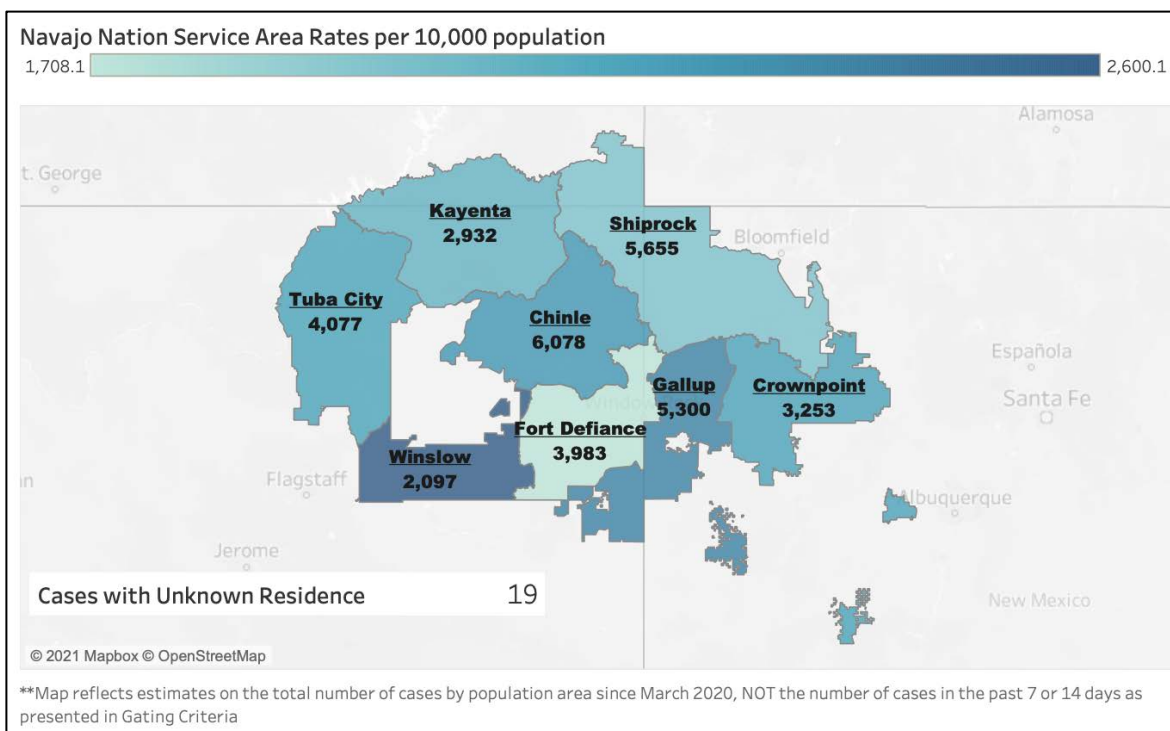 Navajo Nation Service Area Rates per 10,000 population
1,708.1
2,600.1
Alamosa
t. George
Kayenta
2,932
Shiprock
5,655
Bloomfield
Tuba City
4,077
Chinle
6,078
Española
Gallup
5,300
Crownpoint
3,253
Santa Fe
Fort Defiance
3,983
Winslow
2,097
Flagstaff
Albuquerque
Jerome
Cases with Unknown Residence 19
New Mexico
© 2021 Mapbox © OpenStreetMap
**Map reflects estimates on the total number of cases by population area since March 2020, NOT the number of cases in the past 7 or 14 days as
presented in Gating Criteria